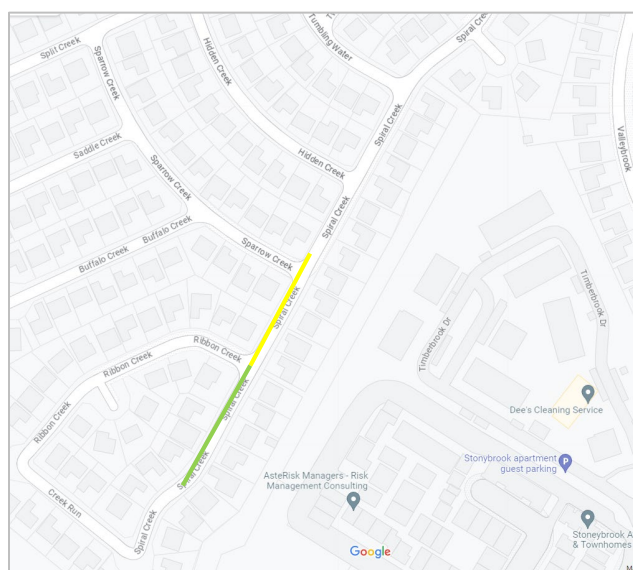 Split Creek
Sparrow Creek
Hidden Creek
Tumbling Water
Spiral Creek
Spiral Creek
Saddle Creek
Sparrow Creek
Hidden Creek
Spiral Creek
Valleybrook
Buffalo Creek
Buffalo Creek
Sparrow Creek
Spiral Creek
Timberbrook Dr
Timberbrook Dr
Ribbon Creek
Ribbon Creek
Ribbon Creek
Spiral Creek
Spiral Creek
Creek Run
Spiral Creek
Dee's Cleaning Service
Stonybrook apartment
guest parking
P
AsteRisk Managers - Risk
Management Consulting
Stoneybrook A
& Townhomes
Google
M